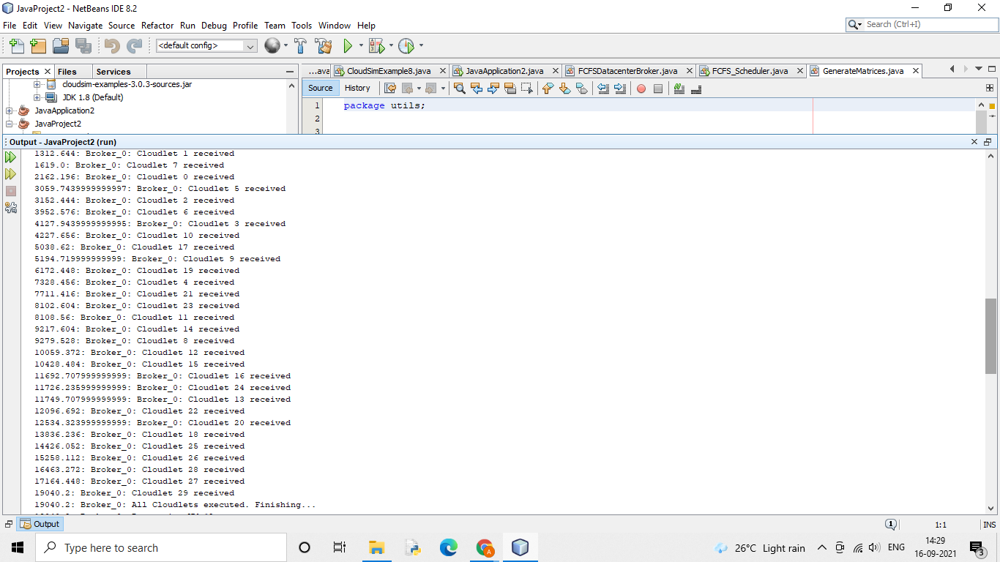 JavaProject2 - NetBeans IDE 8.2
File Edit View Navigate Source Refactor Run Debug Profile Team Tools Window Help
Search (Ctrl+I)
<default config>
Projects Files Services
...ava CloudSimExample8.java JavaApplication2.java FCFSDatacenterBroker.java FCFS_Scheduler.java GenerateMatrices.java
cloudsim-examples-3.0.3-sources.jar
JDK 1.8 (Default)
JavaApplication2
JavaProject2
Source History
1 package utils;
2
3
Output - JavaProject2 (run)
1312.644: Broker_0: Cloudlet 1 received
1619.0: Broker_0: Cloudlet 7 received
2162.196: Broker_0: Cloudlet 0 received
3059.7439999999997: Broker_0: Cloudlet 5 received
3152.444: Broker_0: Cloudlet 2 received
3952.576: Broker_0: Cloudlet 6 received
4127.9439999999995: Broker_0: Cloudlet 3 received
4227.656: Broker_0: Cloudlet 10 received
5038.62: Broker_0: Cloudlet 17 received
5194.719999999999: Broker_0: Cloudlet 9 received
6172.448: Broker_0: Cloudlet 19 received
7328.456: Broker_0: Cloudlet 4 received
7711.416: Broker_0: Cloudlet 21 received
8102.604: Broker_0: Cloudlet 23 received
8108.56: Broker_0: Cloudlet 11 received
9217.604: Broker_0: Cloudlet 14 received
9279.528: Broker_0: Cloudlet 8 received
10059.372: Broker_0: Cloudlet 12 received
10428.484: Broker_0: Cloudlet 15 received
11692.707999999999: Broker_0: Cloudlet 16 received
11726.235999999999: Broker_0: Cloudlet 24 received
11749.707999999999: Broker_0: Cloudlet 13 received
12096.692: Broker_0: Cloudlet 22 received
12534.323999999999: Broker_0: Cloudlet 20 received
13836.236: Broker_0: Cloudlet 18 received
14426.052: Broker_0: Cloudlet 25 received
15258.112: Broker_0: Cloudlet 26 received
16463.272: Broker_0: Cloudlet 28 received
17164.448: Broker_0: Cloudlet 27 received
19040.2: Broker_0: Cloudlet 29 received
19040.2: Broker_0: All Cloudlets executed. Finishing...
Output
1
1:1
INS
Type here to search
A
26°C Light rain
ENG
14:29
16-09-2021
3